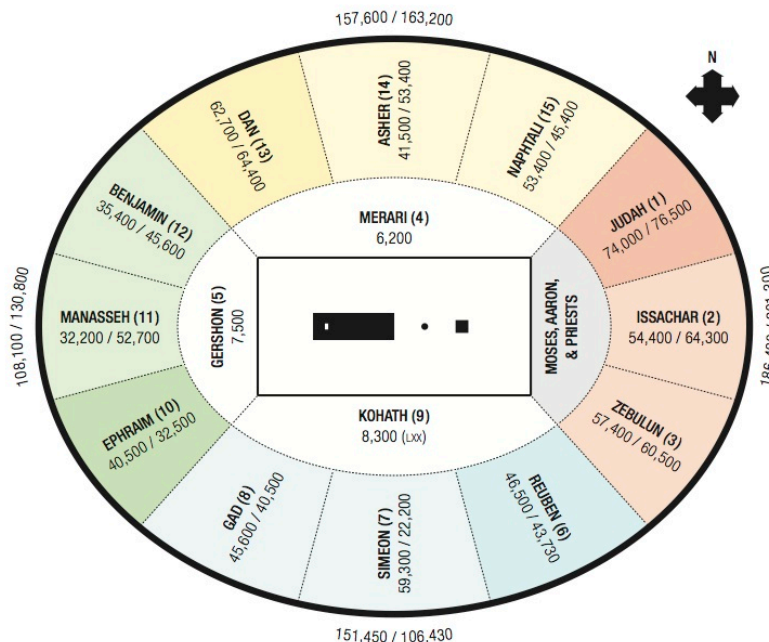 157,600 / 163,200
N
DAN (13)
62,700 / 64,400
ASHER (14)
41,500 / 53,400
NAPHTALI (15)
53,400 / 45,400
BENJAMIN (12)
35,400 / 45,600
MERARI (4)
6,200
JUDAH (1)
74,000 / 76,500
108,100 / 130,800
MANASSEH (11)
32,200 / 52,700
GERSHON (5)
7,500
MOSES, AARON,
& PRIESTS
ISSACHAR (2)
54,400 / 64,300
186,400 / 201,300
EPHRAIM (10)
40,500 / 32,500
KOHATH (9)
8,300 (LXX)
ZEBULUN (3)
57,400 / 60,500
GAD (8)
45,600 / 40,500
SIMEON (7)
59,300 / 22,200
REUBEN (6)
46,500 / 43,730
151,450 / 106,430